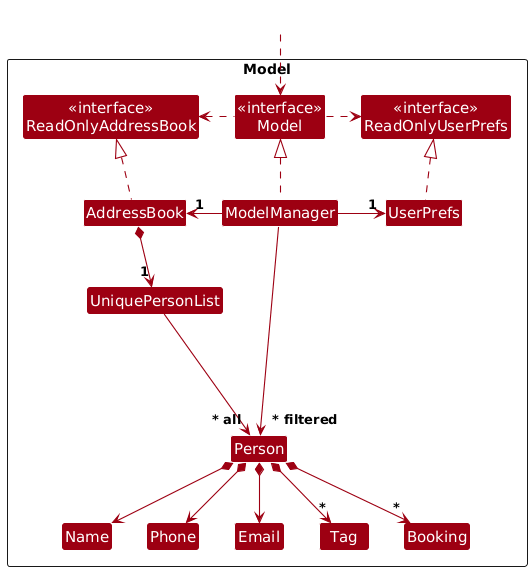 Model
«interface»
ReadOnlyAddressBook
«interface»
Model
«interface»
ReadOnlyUserPrefs
AddressBook
1
ModelManager
1
UserPrefs
1
UniquePersonList
* all
* filtered
Person
*
*
Name
Phone
Email
Tag
Booking